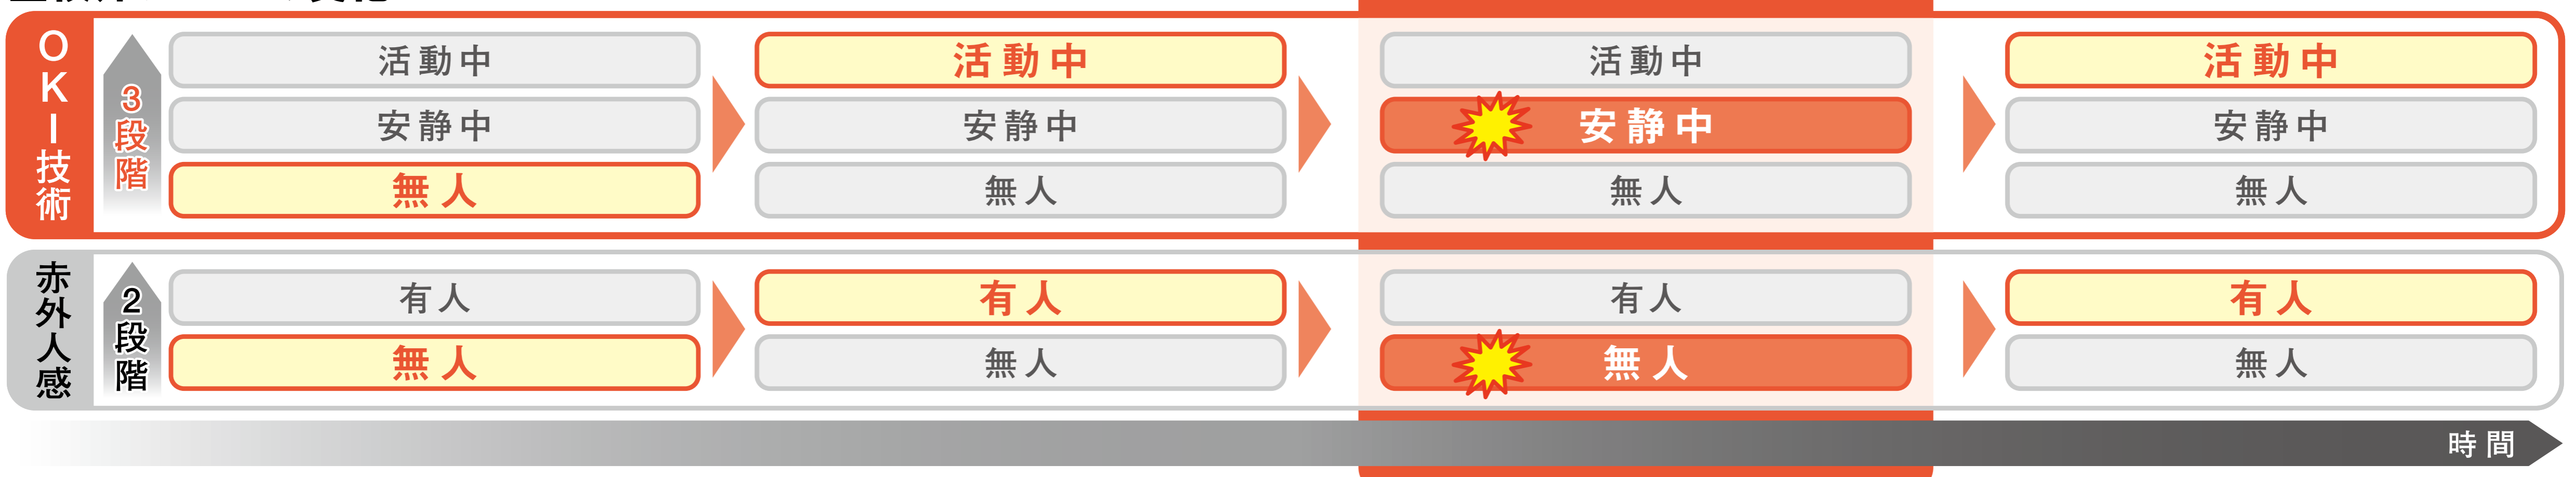 OKI技術
3段階
活動中
安静中
無人
活動中
安静中
無人
活動中
安静中
無人
活動中
安静中
無人
赤外人感
2段階
有人
無人
有人
無人
有人
無人
有人
無人
時間